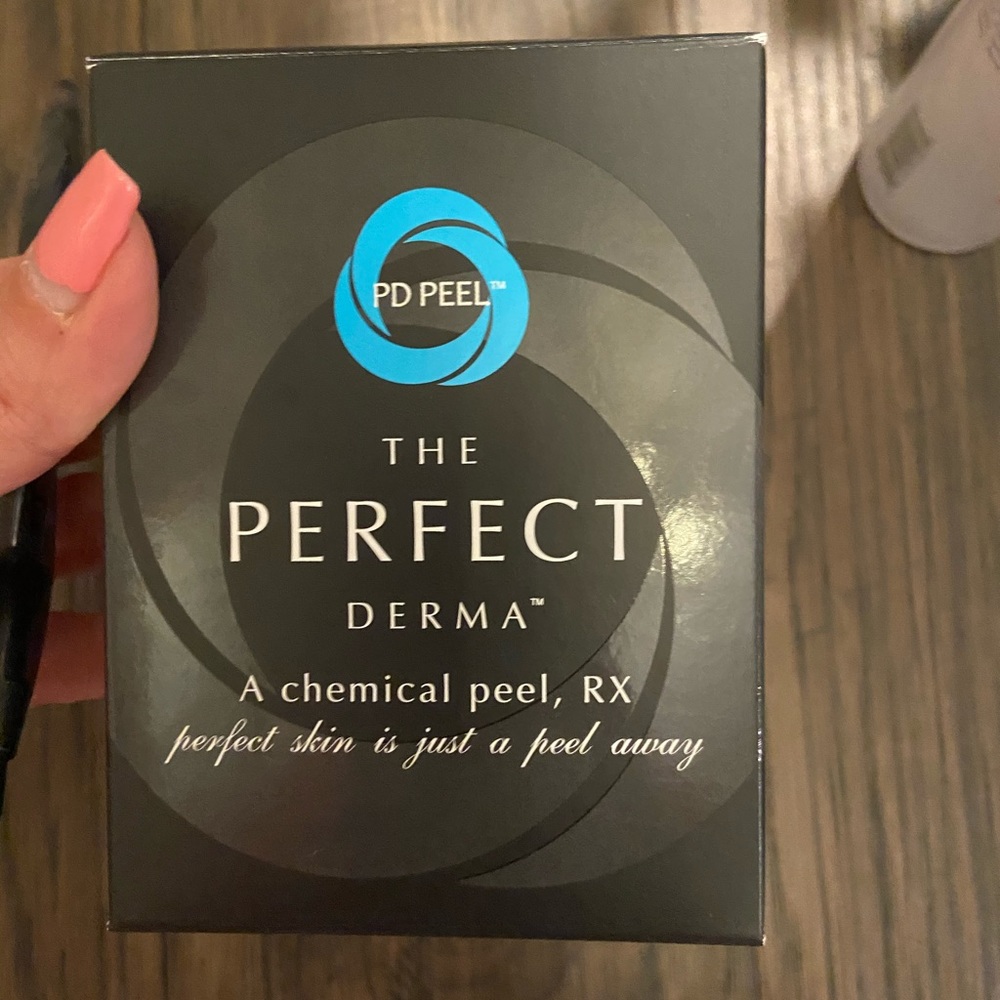 PD PEEL™
THE
PERFECT
DERMA™
A chemical peel, RX
perfect skin is just a peel away